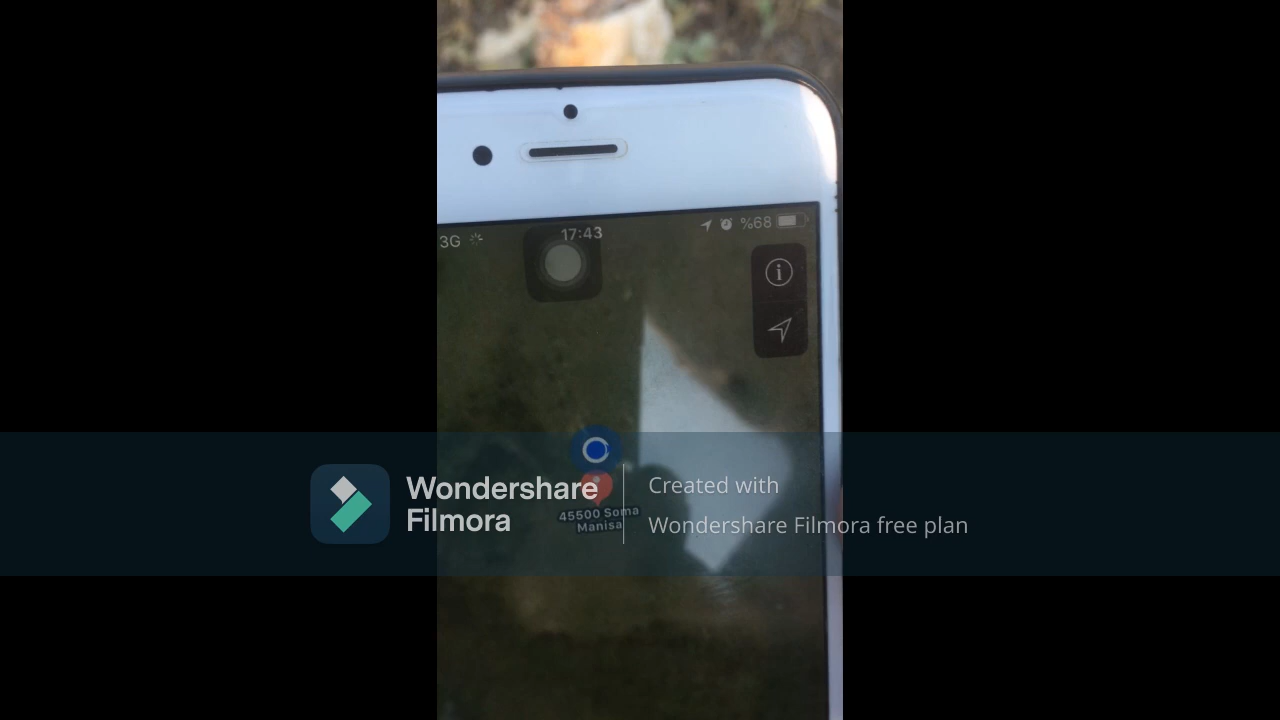 3G
17:43
%68
45500 Soma
Manisa
Wondershare
Filmora
Created with
Wondershare Filmora free plan